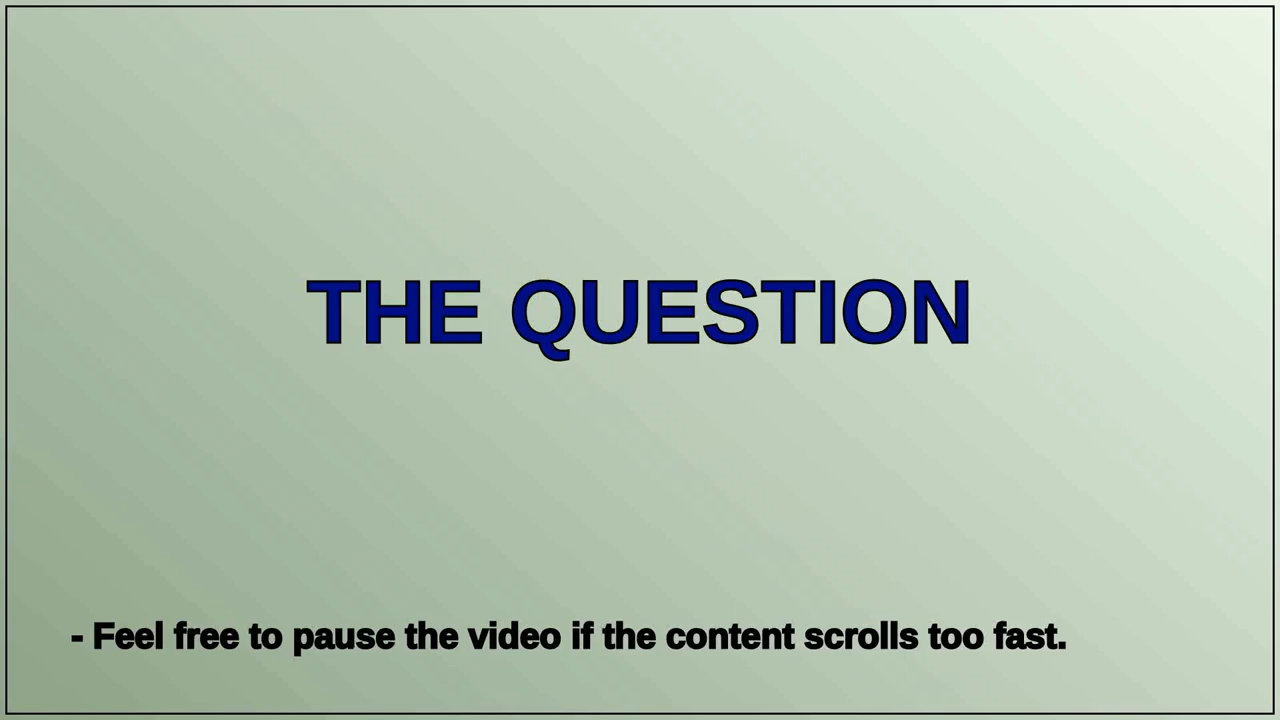 THE QUESTION
- Feel free to pause the video if the content scrolls too fast.